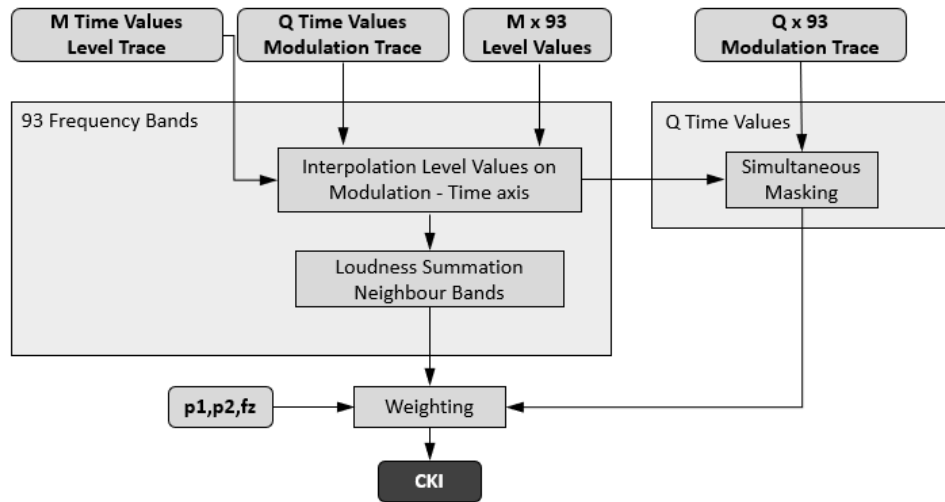 M Time Values
Level Trace
Q Time Values
Modulation Trace
M x 93
Level Values
Q x 93
Modulation Trace
93 Frequency Bands
Q Time Values
Interpolation Level Values on
Modulation - Time axis
Simultaneous
Masking
Loudness Summation
Neighbour Bands
p1,p2,fz
Weighting
CKI